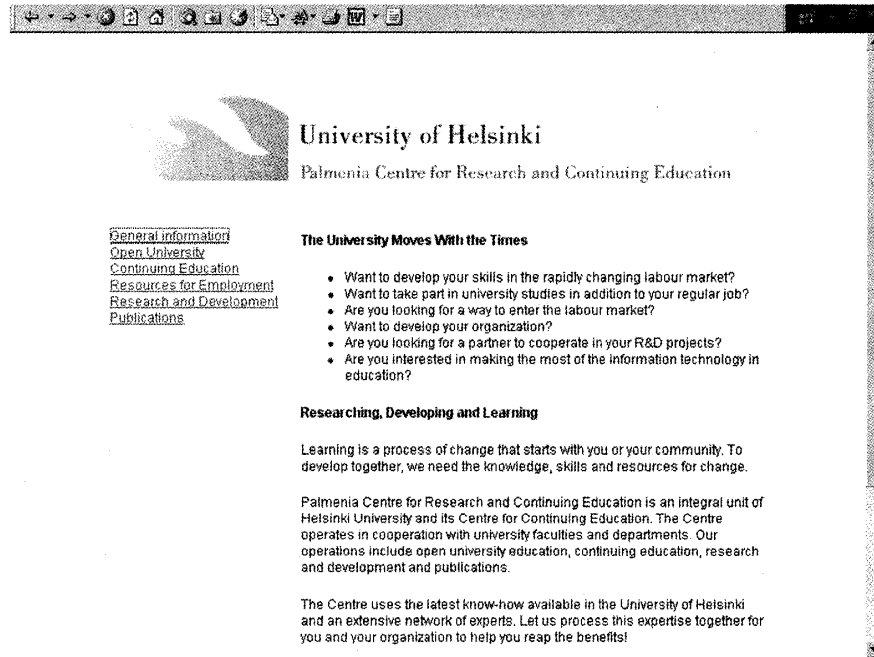 University of Helsinki
Palmenia Centre for Research and Continuing Education
General information
Open University
Continuing Education
Resources for Employment
Research and Development
Publications
The University Moves With the Times
• Want to develop your skills in the rapidly changing labour market?
• Want to take part in university studies in addition to your regular job?
• Are you looking for a way to enter the labour market?
• Want to develop your organization?
• Are you looking for a partner to cooperate in your R&D projects?
• Are you interested in making the most of the information technology in
education?
Researching, Developing and Learning
Learning is a process of change that starts with you or your community. To
develop together, we need the knowledge, skills and resources for change.
Palmenia Centre for Research and Continuing Education is an integral unit of
Helsinki University and its Centre for Continuing Education. The Centre
operates in cooperation with university faculties and departments. Our
operations include open university education, continuing education, research
and development and publications.
The Centre uses the latest know-how available in the University of Helsinki
and an extensive network of experts. Let us process this expertise together for
you and your organization to help you reap the benefits!